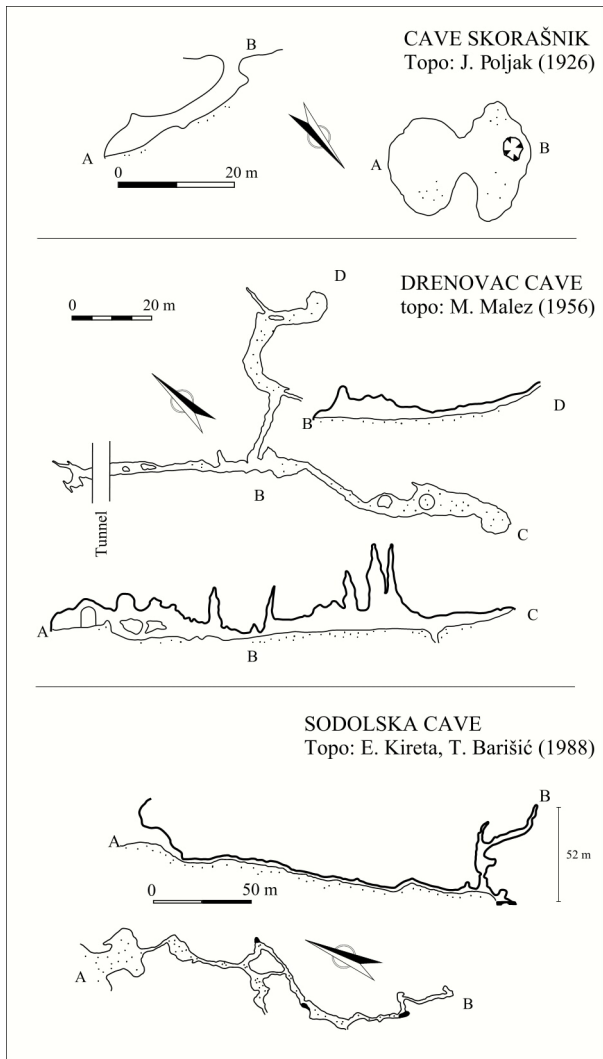 CAVE SKORAŠNIK
Topo: J. Poljak (1926)
B
A
0 20 m
A
B
DRENOVAC CAVE
topo: M. Malez (1956)
0 20 m
D
B
D
B
Tunnel
C
A
B
C
SODOLSKA CAVE
Topo: E. Kireta, T. Barišić (1988)
B
A
52 m
0 50 m
A
B